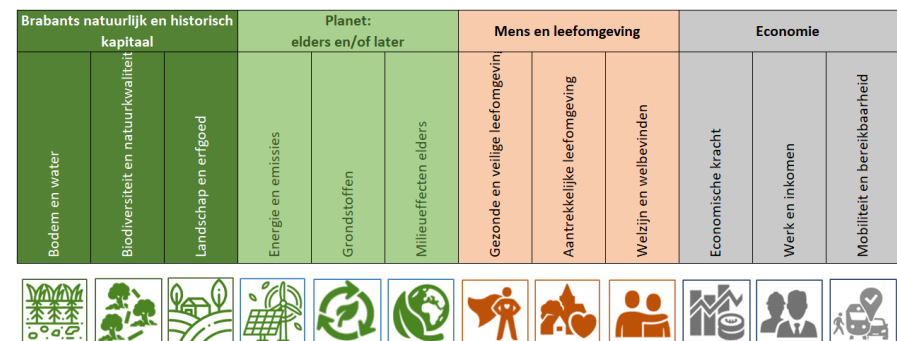 Brabants natuurlijk en historisch
kapitaal
Planet:
elders en/of later
Mens en leefomgeving
Economie
Bodem en water
Biodiversiteit en natuurkwaliteit
Landschap en erfgoed
Energie en emissies
Grondstoffen
Milieueffecten elders
Gezonde en veilige leefomgeving
Aantrekkelijke leefomgeving
Welzijn en welbevinden
Economische kracht
Werk en inkomen
Mobiliteit en bereikbaarheid